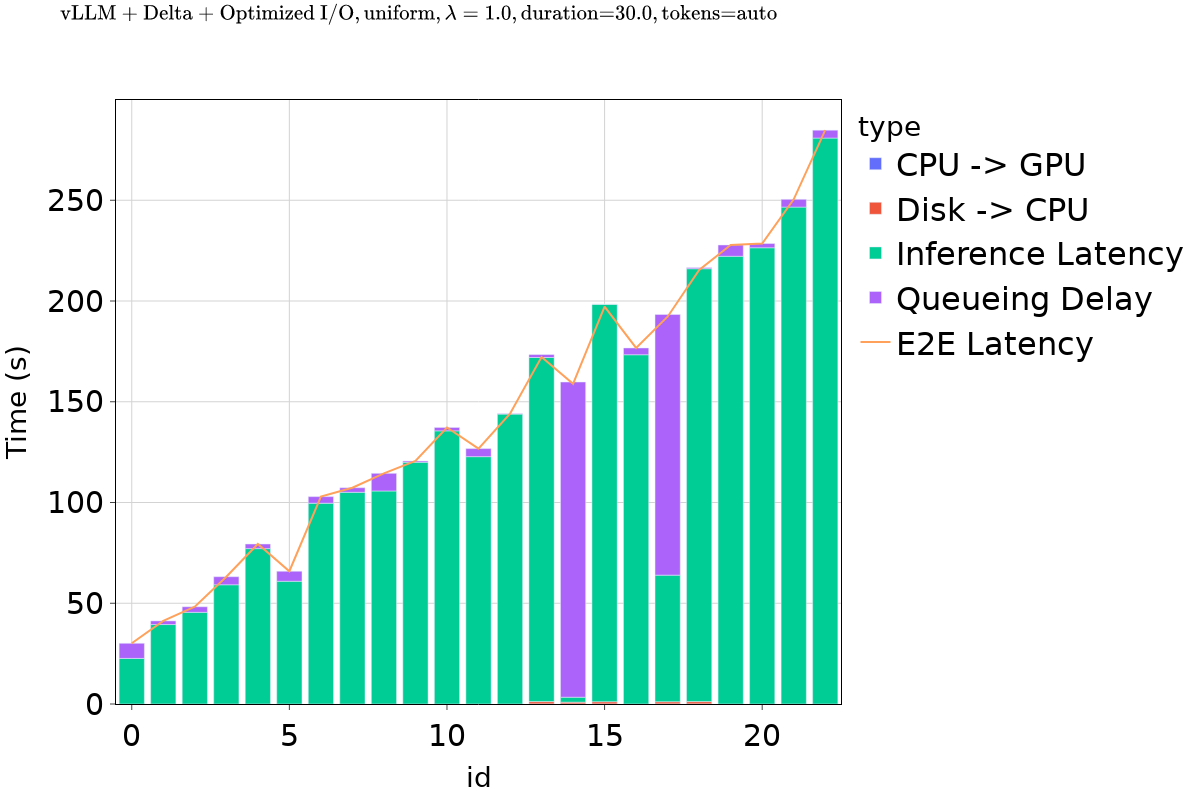 vLLM + Delta + Optimized I/O, uniform, λ = 1.0, duration=30.0, tokens=auto
type
CPU -> GPU
Disk -> CPU
Inference Latency
Queueing Delay
E2E Latency
Time (s)
250
200
150
100
50
0
0 5 10 15 20
id